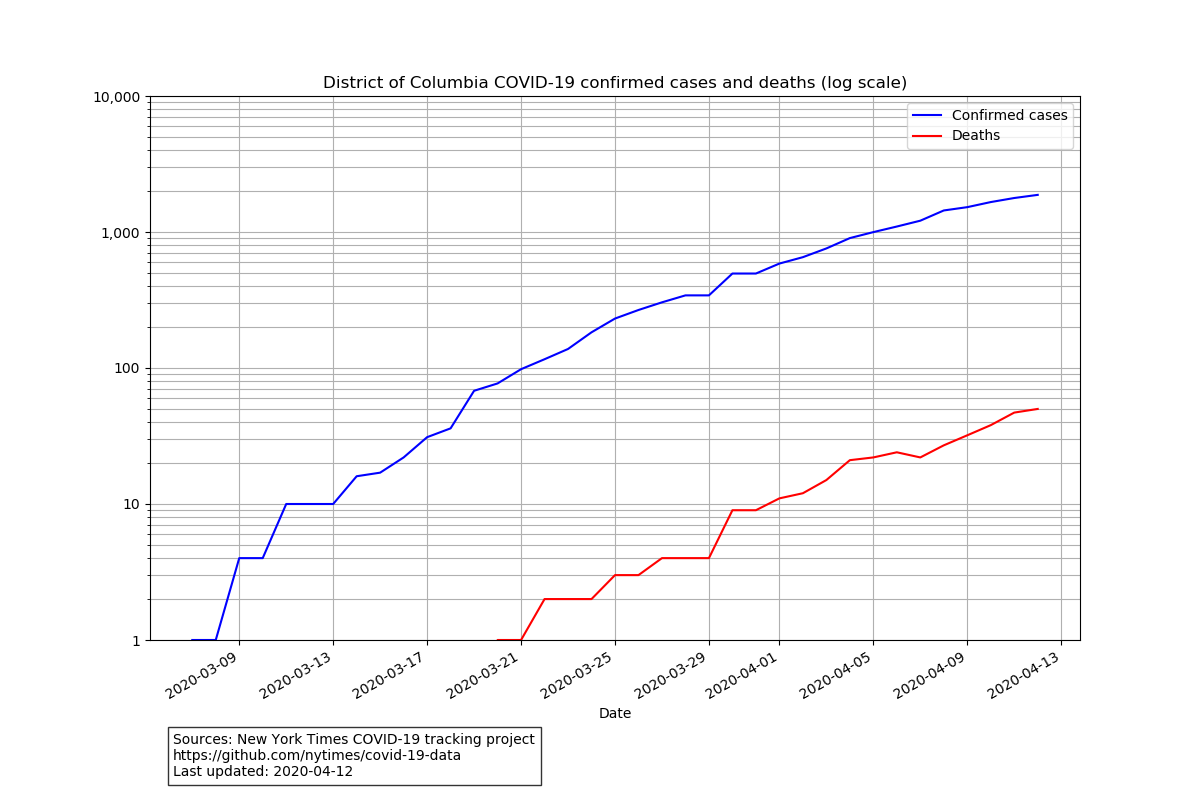 District of Columbia COVID-19 confirmed cases and deaths (log scale)
10,000
1,000
100
10
1
Confirmed cases
Deaths
2020-03-09
2020-03-13
2020-03-17
2020-03-21
2020-03-25
2020-03-29
2020-04-01
2020-04-05
2020-04-09
2020-04-13
Date
Sources: New York Times COVID-19 tracking project
https://github.com/nytimes/covid-19-data
Last updated: 2020-04-12